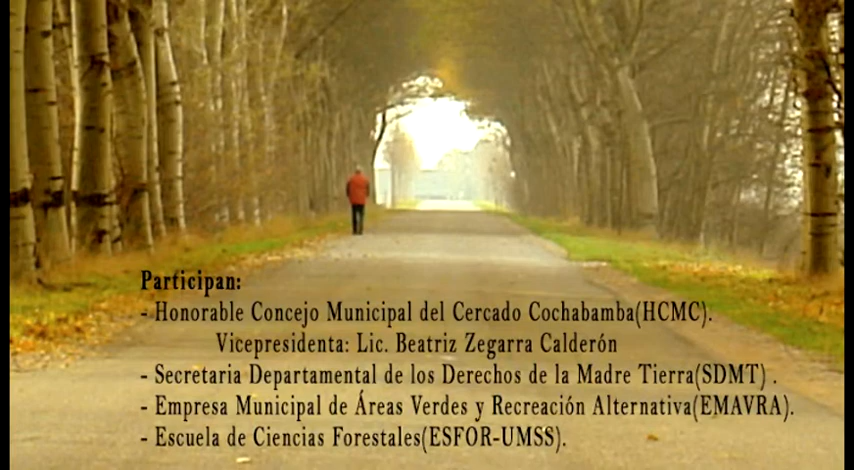 Participan:
- Honorable Concejo Municipal del Cercado Cochabamba(HCMC).
Vicepresidenta: Lic. Beatriz Zegarra Calderón
- Secretaria Departamental de los Derechos de la Madre Tierra(SDMT) .
- Empresa Municipal de Áreas Verdes y Recreación Alternativa(EMAVRA).
- Escuela de Ciencias Forestales(ESFOR-UMSS).